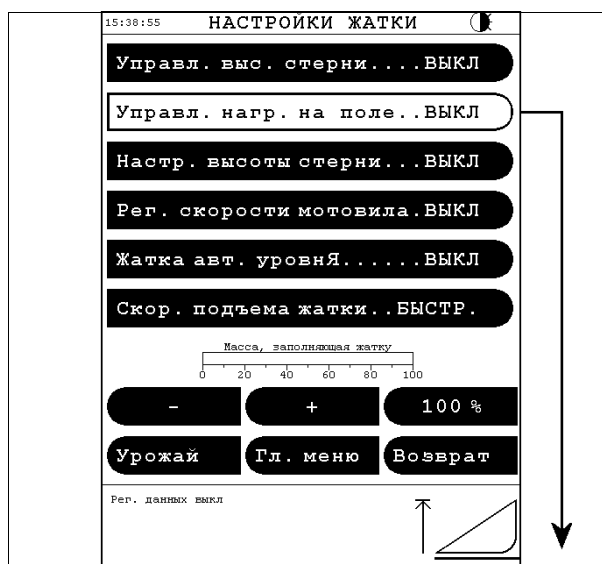 15:38:55 НАСТРОЙКИ ЖАТКИ
Управл. выс. стерни....ВЫКЛ
Управл. нагр. на поле..ВЫКЛ
Настр. высоты стерни...ВЫКЛ
Рег. скорости мотовила.ВЫКЛ
Жатка авт. уровнЯ......ВЫКЛ
Скор. подъема жатки..БЫСТР.
Масса, заполняющая жатку
0 20 40 60 80 100
- + 100 %
Урожай Гл. меню Возврат
Рег. данных выкл